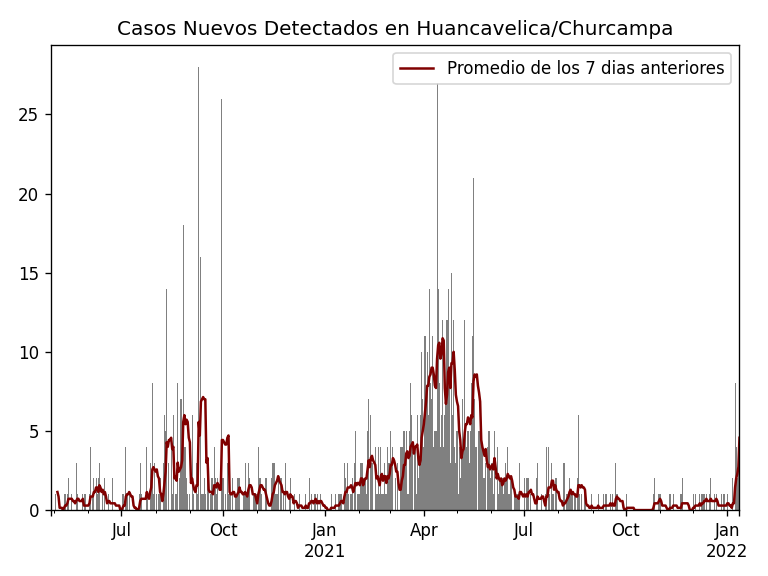 Casos Nuevos Detectados en Huancavelica/Churcampa
Promedio de los 7 dias anteriores
25
20
15
10
5
0
Jul
Oct
Jan
2021
Apr
Jul
Oct
Jan
2022